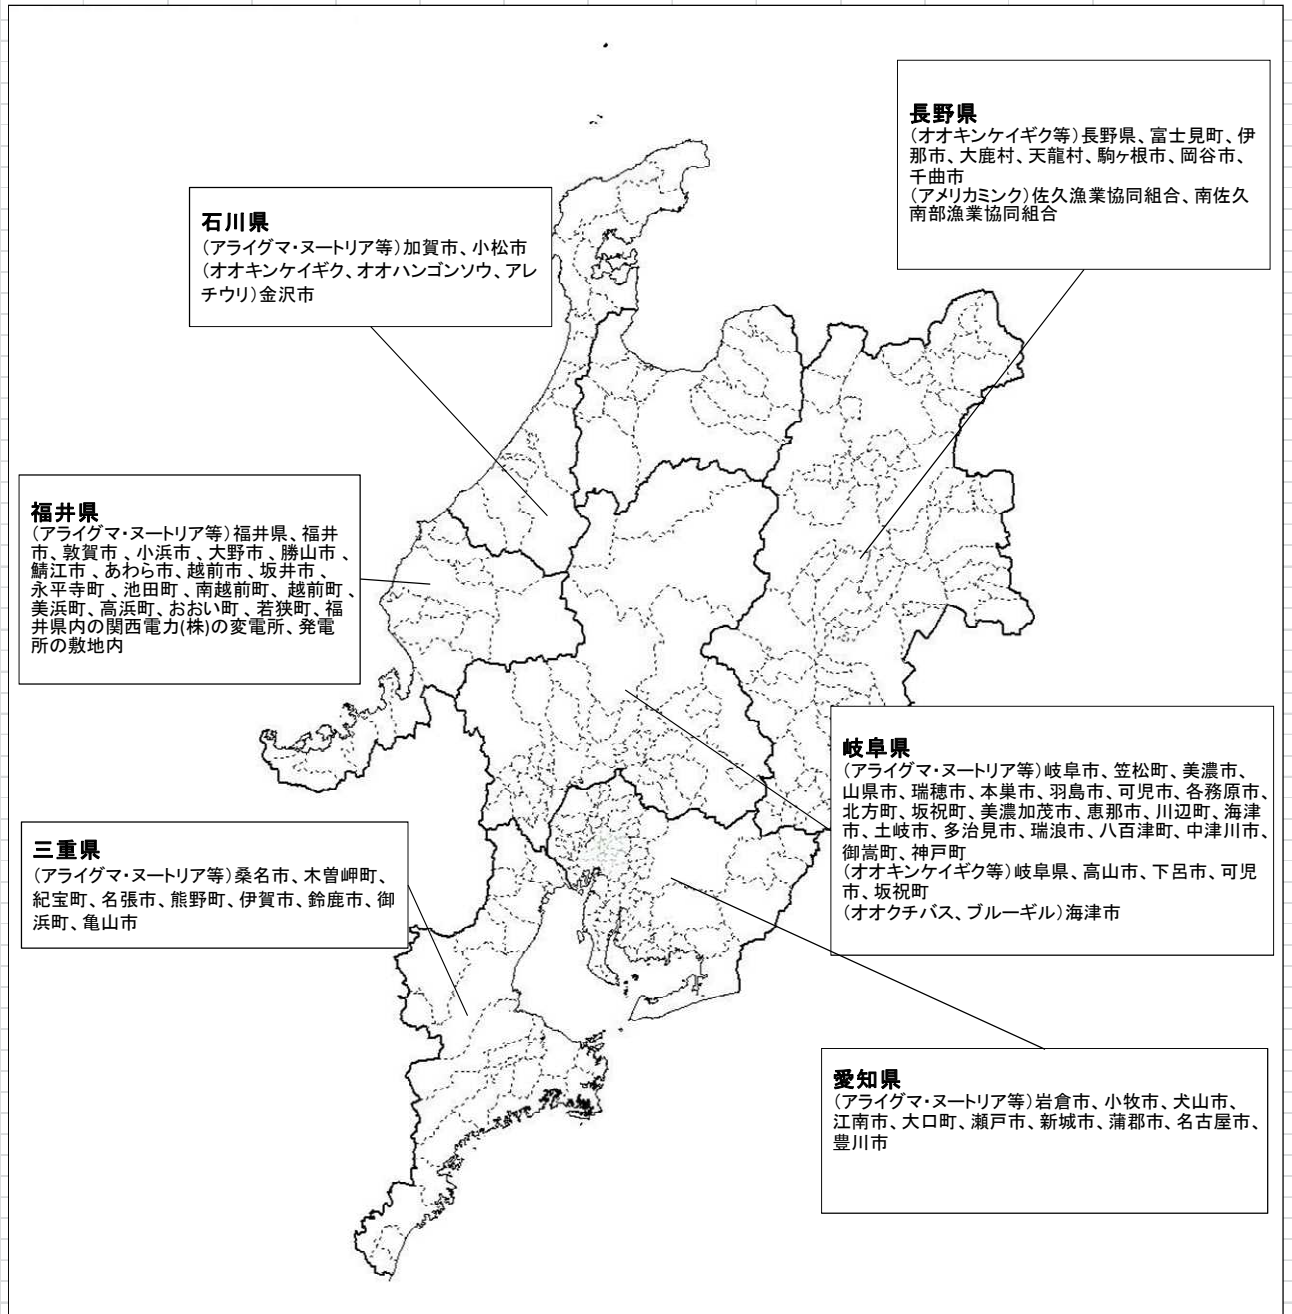 長野県
(オオキンケイギク等)長野県、富士見町、伊
那市、大鹿村、天龍村、駒ヶ根市、岡谷市、
千曲市
(アメリカミンク)佐久漁業協同組合、南佐久
南部漁業協同組合
石川県
(アライグマ・ヌートリア等)加賀市、小松市
(オオキンケイギク、オオハンゴンソウ、アレ
チウリ)金沢市
福井県
(アライグマ・ヌートリア等)福井県、福井
市、敦賀市 、小浜市 、大野市 、勝山市 、
鯖江市 、あわら市、越前市 、坂井市 、
永平寺町 、池田町 、南越前町、越前町 、
美浜町、高浜町、おおい町 、若狭町、福
井県内の関西電力(株)の変電所、発電
所の敷地内
岐阜県
(アライグマ・ヌートリア等)岐阜市、笠松町、美濃市、
山県市、瑞穂市、本巣市、羽島市、可児市、各務原市、
北方町、坂祝町、美濃加茂市、恵那市、川辺町、海津
市、土岐市、多治見市、瑞浪市、八百津町、中津川市、
御嵩町、神戸町
(オオキンケイギク等)岐阜県、高山市、下呂市、可児
市、坂祝町
(オオクチバス、ブルーギル)海津市
三重県
(アライグマ・ヌートリア等)桑名市、木曽岬町、
紀宝町、名張市、熊野町、伊賀市、鈴鹿市、御
浜町、亀山市
愛知県
(アライグマ・ヌートリア等)岩倉市、小牧市、犬山市、
江南市、大口町、瀬戸市、新城市、蒲郡市、名古屋市、
豊川市